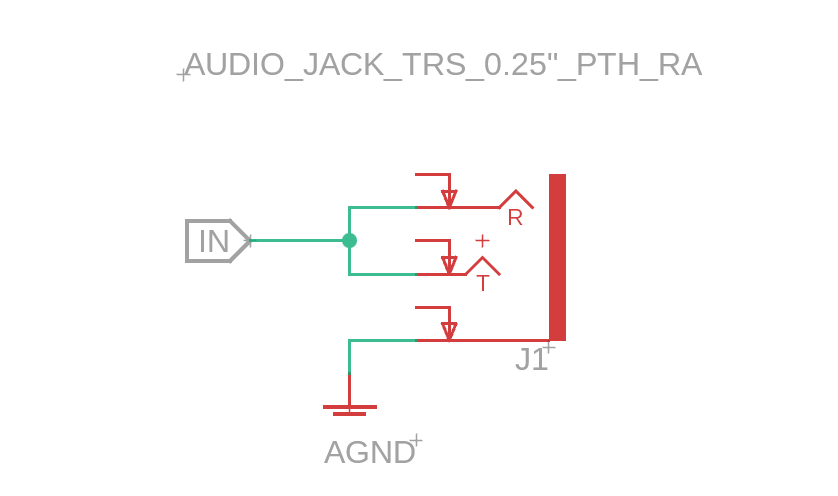 AUDIO_JACK_TRS_0.25"_PTH_RA
R
IN
T
J1
AGND